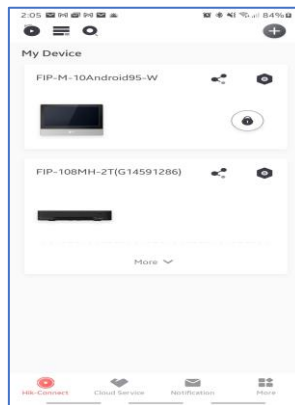 2:05
84%
My Device
FIP-M-10Android95-W
FIP-108MH-2T(G14591286)
More
Hik-Connect
Cloud Service
Notification
More